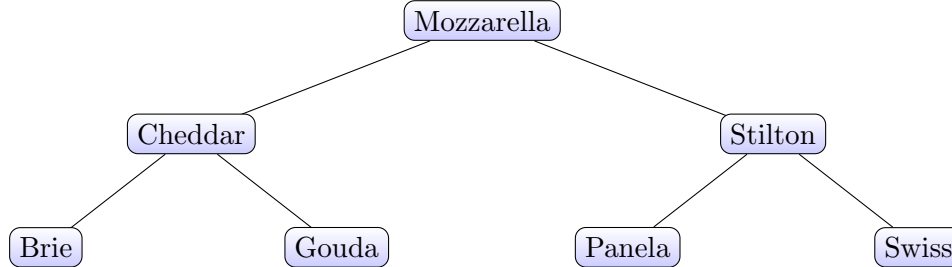 Mozzarella
Cheddar
Stilton
Brie
Gouda
Panela
Swiss